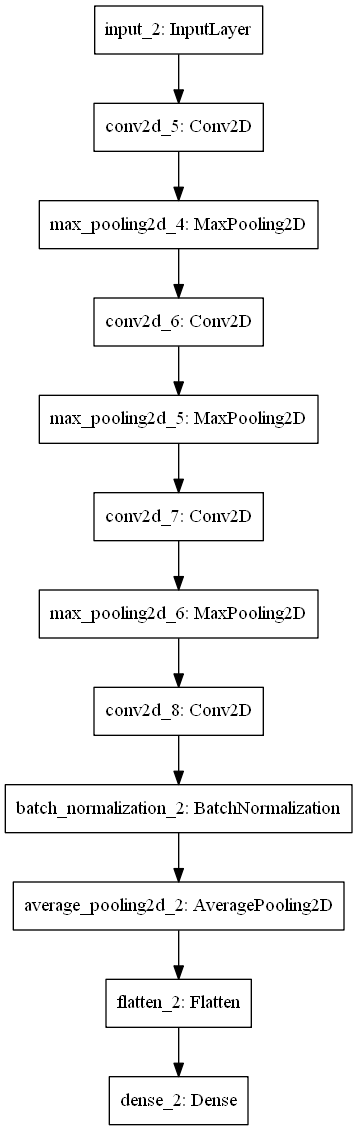 input_2: InputLayer
conv2d_5: Conv2D
max_pooling2d_4: MaxPooling2D
conv2d_6: Conv2D
max_pooling2d_5: MaxPooling2D
conv2d_7: Conv2D
max_pooling2d_6: MaxPooling2D
conv2d_8: Conv2D
batch_normalization_2: BatchNormalization
average_pooling2d_2: AveragePooling2D
flatten_2: Flatten
dense_2: Dense